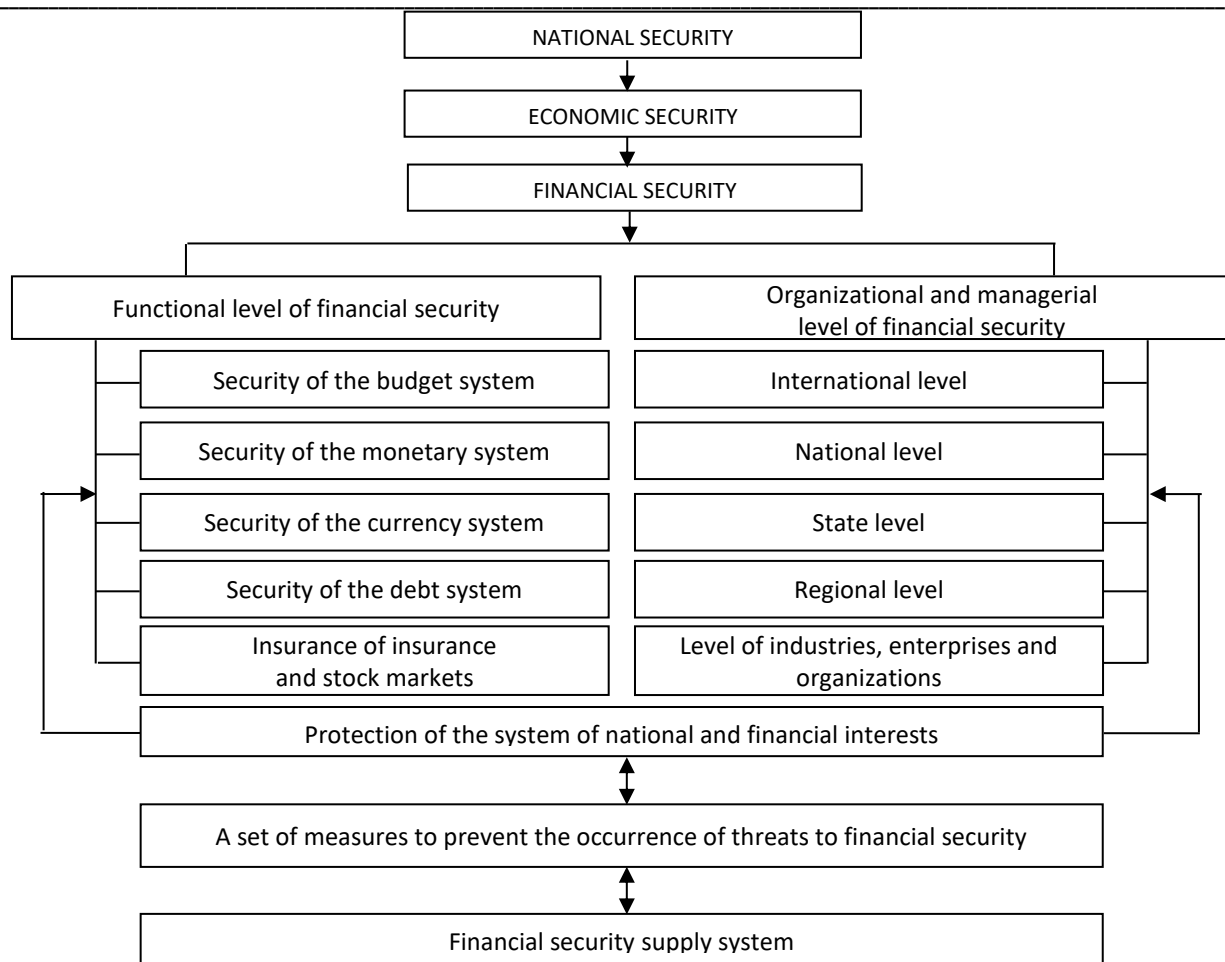 NATIONAL SECURITY
ECONOMIC SECURITY
FINANCIAL SECURITY
Functional level of financial security
Organizational and managerial
level of financial security
Security of the budget system
International level
Security of the monetary system
National level
Security of the currency system
State level
Security of the debt system
Regional level
Insurance of insurance
and stock markets
Level of industries, enterprises and
organizations
Protection of the system of national and financial interests
A set of measures to prevent the occurrence of threats to financial security
Financial security supply system